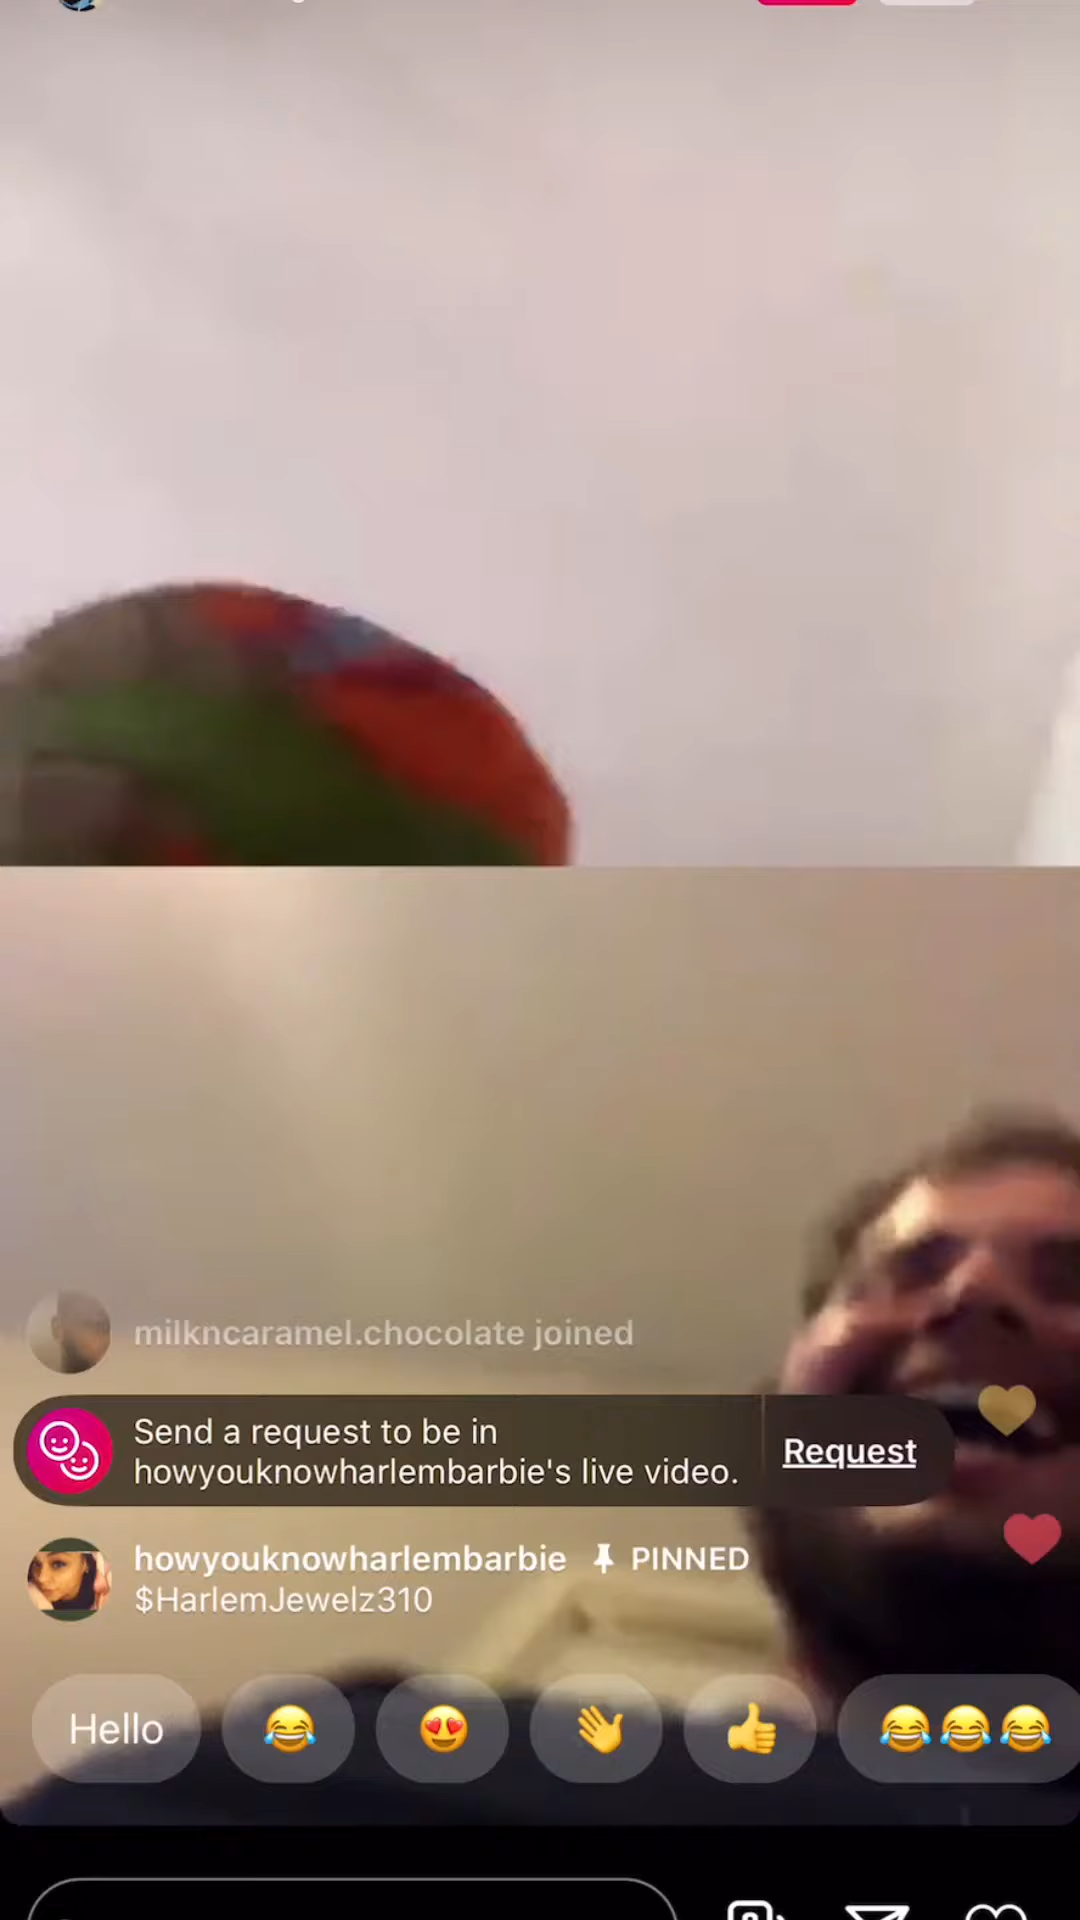 milkncaramel.chocolate joined
Send a request to be in
howyouknowharlembarbie's live video.
Request
howyouknowharlembarbie PINNED
$HarlemJewelz310
Hello